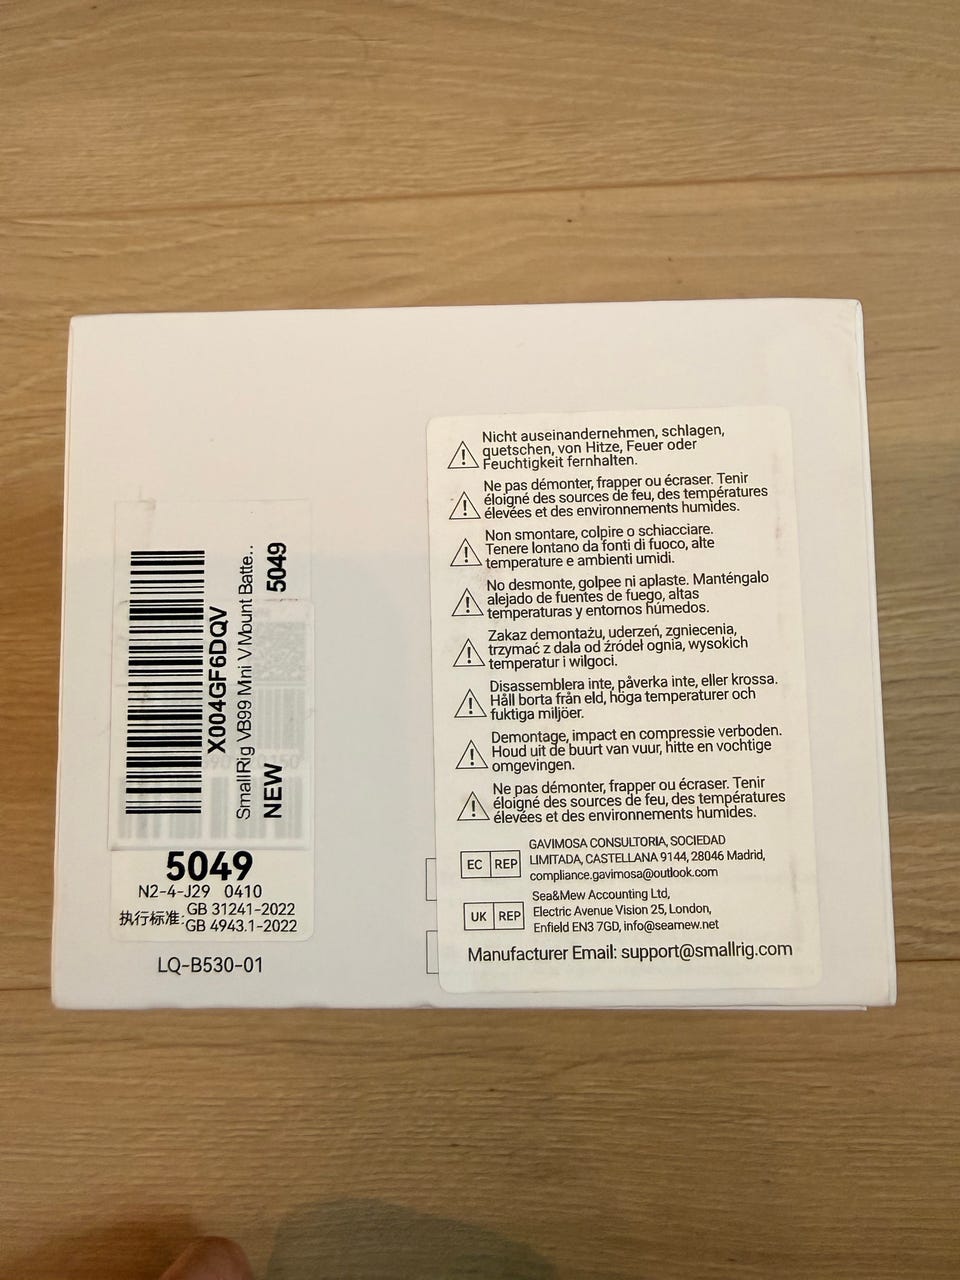 X004GF6DQV
SmallRig VB99 Mini V Mount Batte... 5049
NEW
5049
N2-4-J29 0410
执行标准: GB 31241-2022
GB 4943.1-2022
LQ-B530-01
Nicht auseinandernehmen, schlagen,
quetschen, von Hitze, Feuer oder
Feuchtigkeit fernhalten.
Ne pas démonter, frapper ou écraser. Tenir
éloigné des sources de feu, des températures
élevées et des environnements humides.
Non smontare, colpire o schiacciare.
Tenere lontano da fonti di fuoco, alte
temperature e ambienti umidi.
No desmonte, golpee ni aplaste. Manténgalo
alejado de fuentes de fuego, altas
temperaturas y entornos húmedos.
Zakaz demontażu, uderzeń, zgniecenia,
trzymać z dala od źródeł ognia, wysokich
temperatur i wilgoci.
Disassemblera inte, påverka inte, eller krossa.
Håll borta från eld, höga temperaturer och
fuktiga miljöer.
Demontage, impact en compressie verboden.
Houd uit de buurt van vuur, hitte en vochtige
omgevingen.
Ne pas démonter, frapper ou écraser. Tenir
éloigné des sources de feu, des températures
élevées et des environnements humides.
EC REP
GAVIMOSA CONSULTORIA, SOCIEDAD
LIMITADA, CASTELLANA 9144, 28046 Madrid,
compliance.gavimosa@outlook.com
UK REP
Sea&Mew Accounting Ltd,
Electric Avenue Vision 25, London,
Enfield EN3 7GD, info@seamew.net
Manufacturer Email: support@smallrig.com